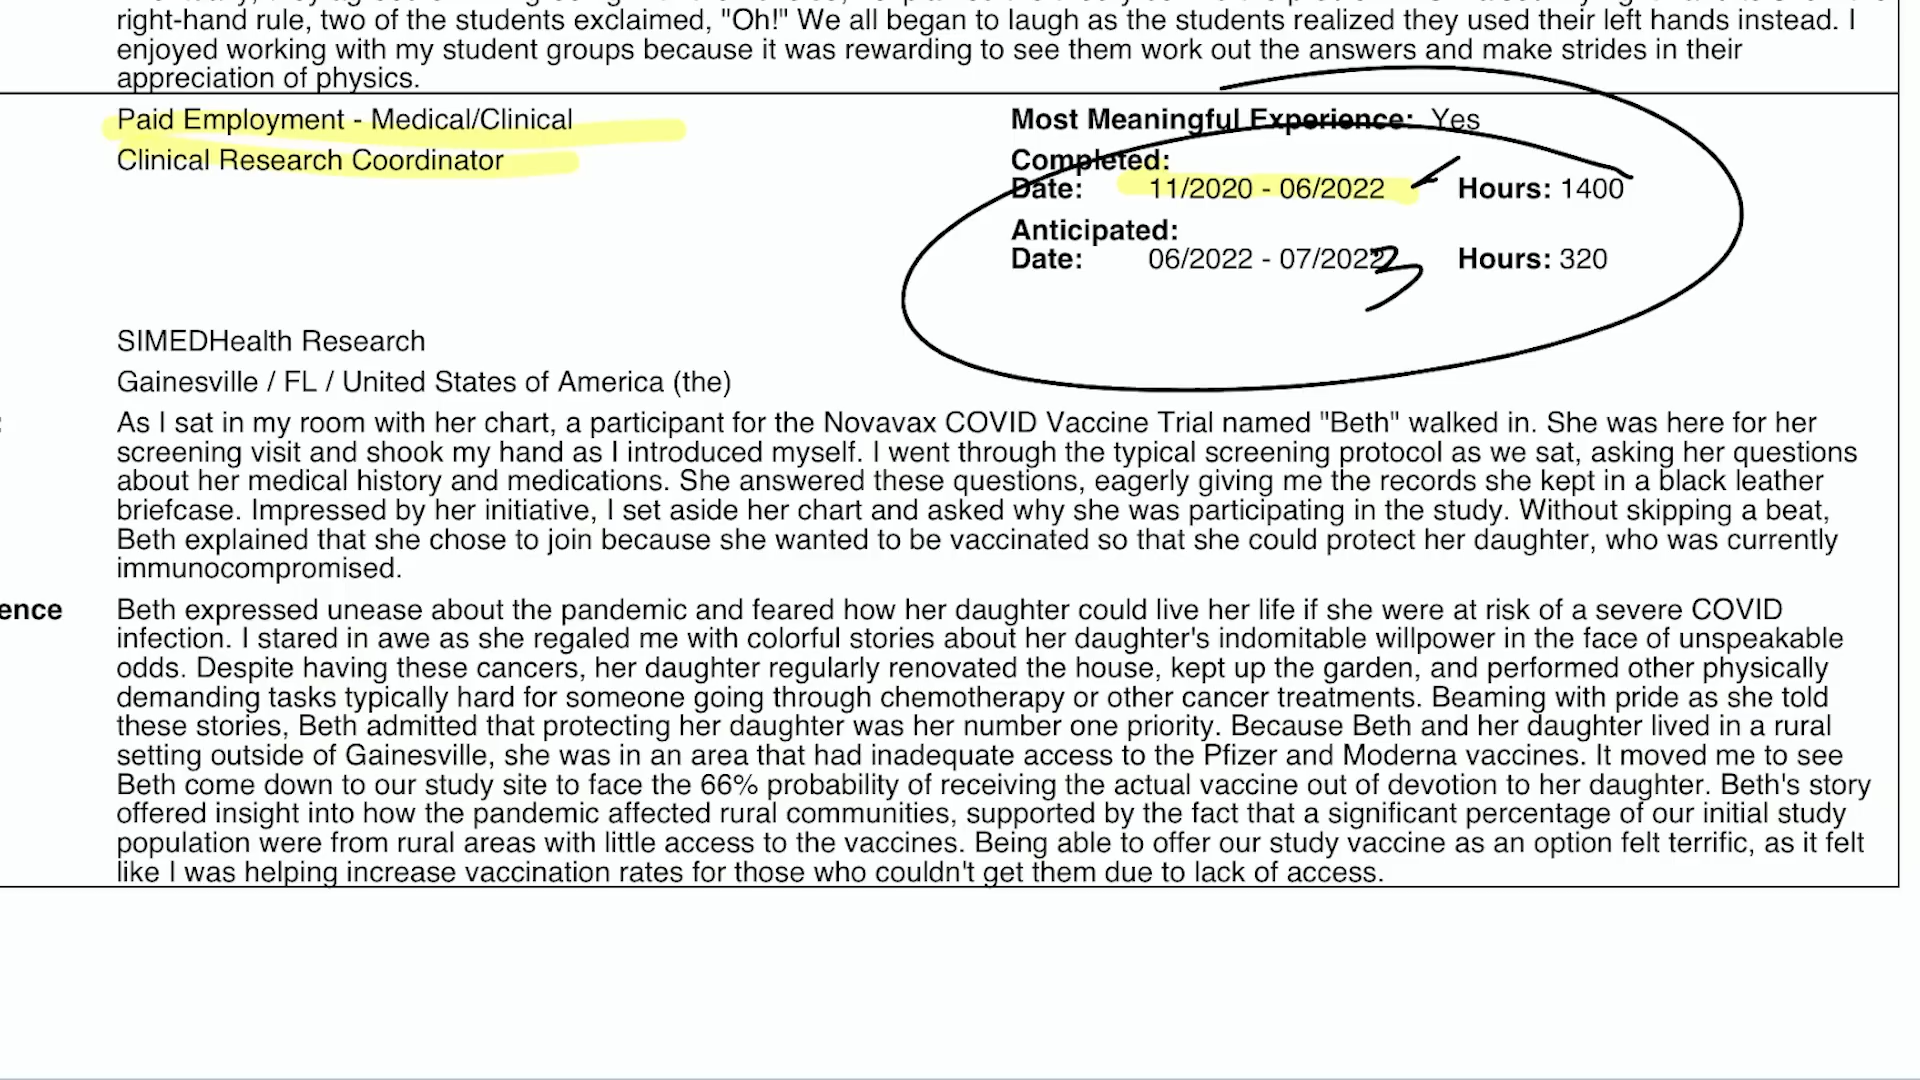 right-hand rule, two of the students exclaimed, "Oh!" We all began to laugh as the students realized they used their left hands instead. I
enjoyed working with my student groups because it was rewarding to see them work out the answers and make strides in their
appreciation of physics.
Paid Employment - Medical/Clinical
Most Meaningful Experience: Yes
Clinical Research Coordinator
Completed:
Date: 11/2020 - 06/2022 Hours: 1400
Anticipated:
Date: 06/2022 - 07/2022 Hours: 320
3
SIMEDHealth Research
Gainesville / FL / United States of America (the)
As I sat in my room with her chart, a participant for the Novavax COVID Vaccine Trial named "Beth" walked in. She was here for her
screening visit and shook my hand as I introduced myself. I went through the typical screening protocol as we sat, asking her questions
about her medical history and medications. She answered these questions, eagerly giving me the records she kept in a black leather
briefcase. Impressed by her initiative, I set aside her chart and asked why she was participating in the study. Without skipping a beat,
Beth explained that she chose to join because she wanted to be vaccinated so that she could protect her daughter, who was currently
immunocompromised.
ence Beth expressed unease about the pandemic and feared how her daughter could live her life if she were at risk of a severe COVID
infection. I stared in awe as she regaled me with colorful stories about her daughter's indomitable willpower in the face of unspeakable
odds. Despite having these cancers, her daughter regularly renovated the house, kept up the garden, and performed other physically
demanding tasks typically hard for someone going through chemotherapy or other cancer treatments. Beaming with pride as she told
these stories, Beth admitted that protecting her daughter was her number one priority. Because Beth and her daughter lived in a rural
setting outside of Gainesville, she was in an area that had inadequate access to the Pfizer and Moderna vaccines. It moved me to see
Beth come down to our study site to face the 66% probability of receiving the actual vaccine out of devotion to her daughter. Beth's story
offered insight into how the pandemic affected rural communities, supported by the fact that a significant percentage of our initial study
population were from rural areas with little access to the vaccines. Being able to offer our study vaccine as an option felt terrific, as it felt
like I was helping increase vaccination rates for those who couldn't get them due to lack of access.